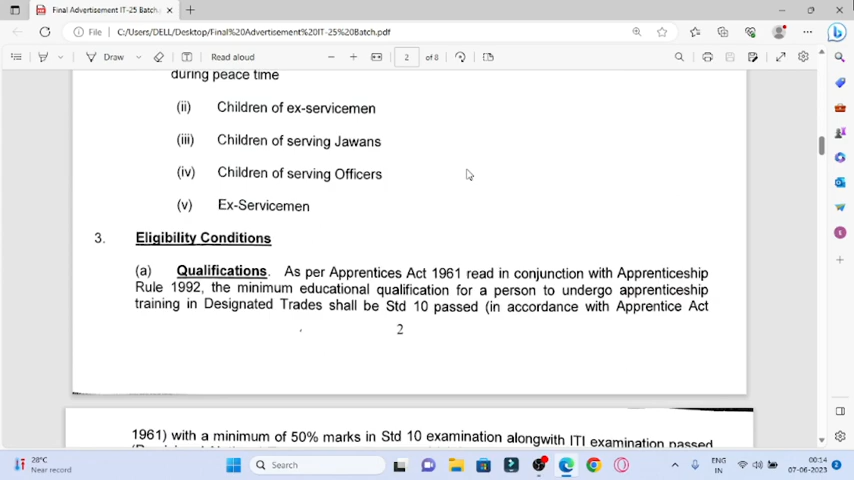 Final Advertisement IT-25 Batch.
File
C:/Users/DELL/Desktop/Final%20Advertisement%20IT-25%20Batch.pdf
Draw
Read aloud
2
of 8
during peace time
(ii) Children of ex-servicemen
(iii) Children of serving Jawans
(iv) Children of serving Officers
(v) Ex-Servicemen
3. Eligibility Conditions
(a) Qualifications. As per Apprentices Act 1961 read in conjunction with Apprenticeship
Rule 1992, the minimum educational qualification for a person to undergo apprenticeship
training in Designated Trades shall be Std 10 passed (in accordance with Apprentice Act
2
1961) with a minimum of 50% marks in Std 10 examination alongwith ITI examination passed
28°C
Near record
Search
ENG
IN
00:14
07-06-2023